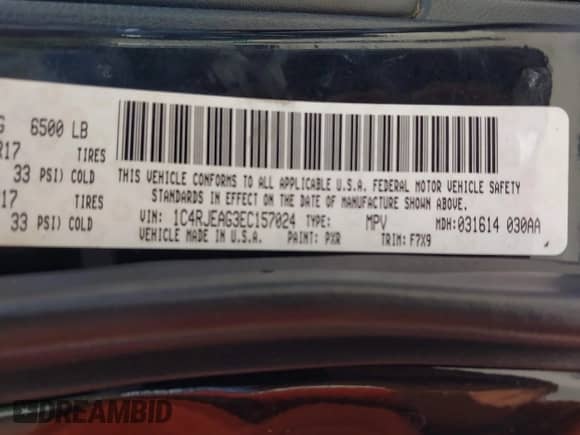 G 6500 LB
R17 TIRES
33 PSI) COLD
R17 TIRES
33 PSI) COLD
THIS VEHICLE CONFORMS TO ALL APPLICABLE U.S.A. FEDERAL MOTOR VEHICLE SAFETY
STANDARDS IN EFFECT ON THE DATE OF MANUFACTURE SHOWN ABOVE.
VIN: 1C4RJEAG3EC157024 TYPE: MPV MDH:031614 030AA
VEHICLE MADE IN U.S.A. PAINT: PXR TRIM: F7X9
DREAMBID